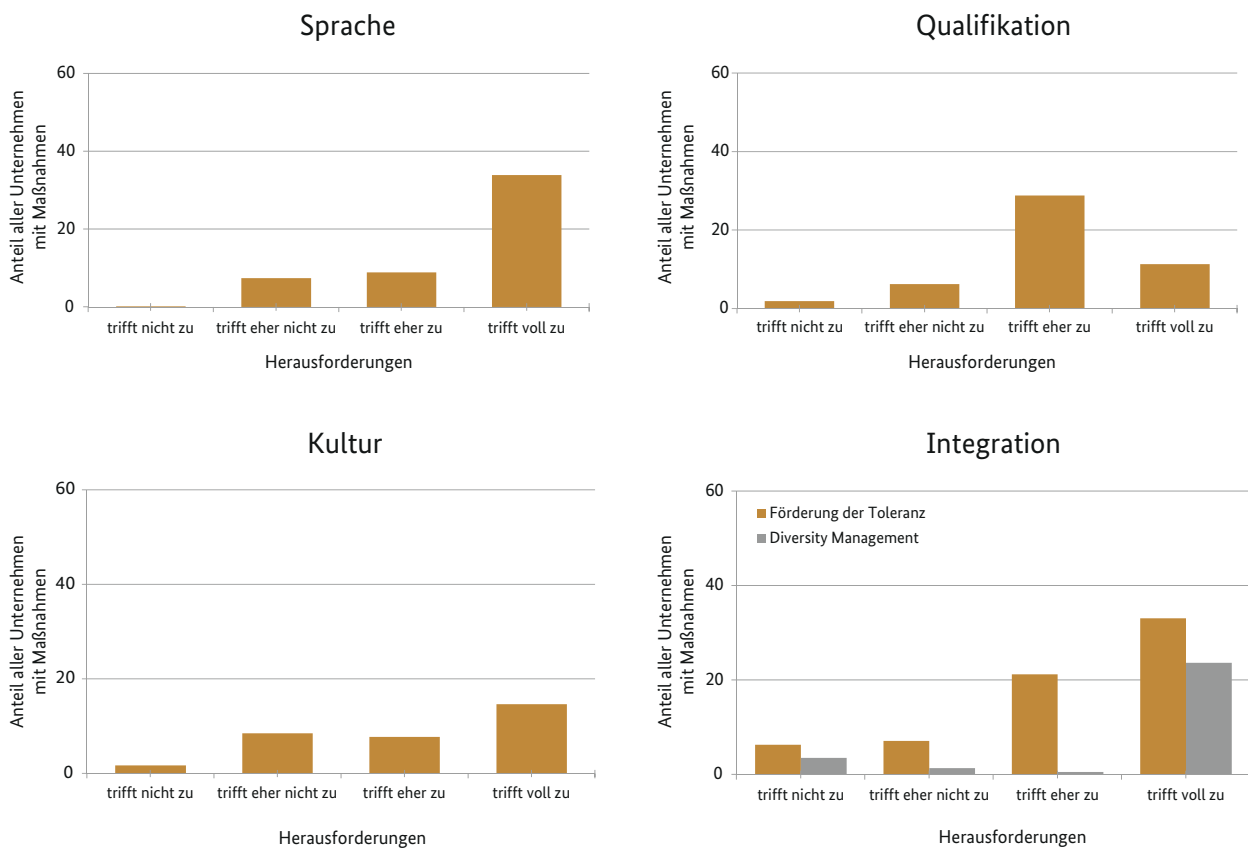 Sprache
Anteil aller Unternehmen
mit Maßnahmen
60
40
20
0
trifft nicht zu
trifft eher nicht zu
trifft eher zu
trifft voll zu
Herausforderungen
Qualifikation
Anteil aller Unternehmen
mit Maßnahmen
60
40
20
0
trifft nicht zu
trifft eher nicht zu
trifft eher zu
trifft voll zu
Herausforderungen
Kultur
Anteil aller Unternehmen
mit Maßnahmen
60
40
20
0
trifft nicht zu
trifft eher nicht zu
trifft eher zu
trifft voll zu
Herausforderungen
Integration
Anteil aller Unternehmen
mit Maßnahmen
60
40
20
0
Förderung der Toleranz
Diversity Management
trifft nicht zu
trifft eher nicht zu
trifft eher zu
trifft voll zu
Herausforderungen